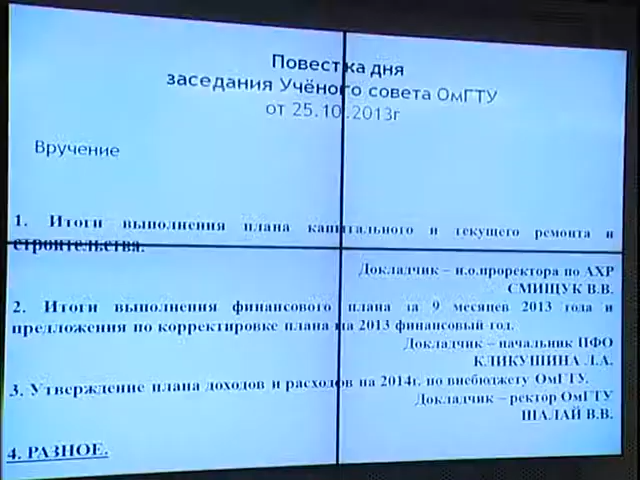 Повестка дня
заседания Учёного совета ОмГТУ
от 25.10.2013г
Вручение
1. Итоги выполнения плана капитального и текущего ремонта и
строительства.
Докладчик – и.о.проректора по АХР
СМИЩУК В.В.
2. Итоги выполнения финансового плана за 9 месяцев 2013 года и
предложения по корректировке плана на 2013 финансовый год.
Докладчик – начальник ПФО
КЛИКУШИНА Л.А.
3. Утверждение плана доходов и расходов на 2014г. по внебюджету ОмГТУ.
Докладчик – ректор ОмГТУ
ШАЛАЙ В.В.
4. РАЗНОЕ.